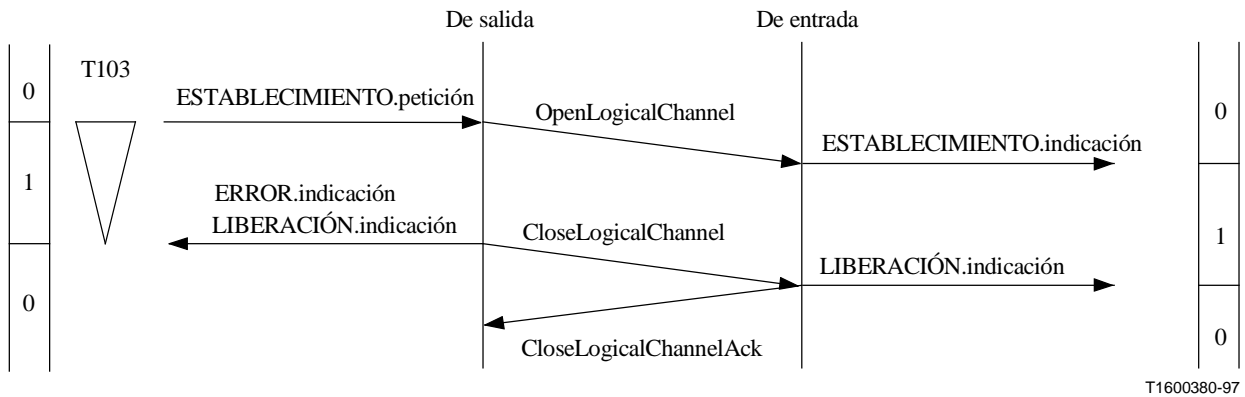 De salida
De entrada
T103
0
0
ESTABLECIMIENTO.petición
OpenLogicalChannel
ESTABLECIMIENTO.indicación
1
ERROR.indicación
LIBERACIÓN.indicación
CloseLogicalChannel
1
LIBERACIÓN.indicación
0
0
CloseLogicalChannelAck
T1600380-97